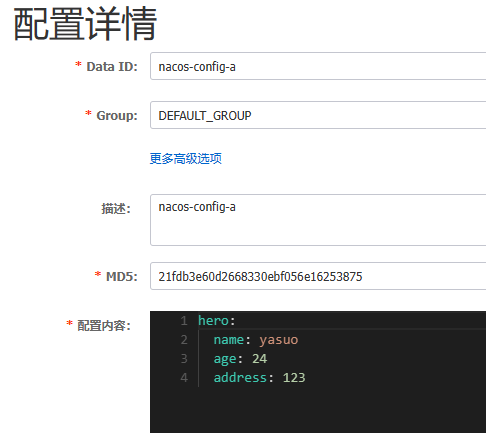 配置详情
* Data ID: nacos-config-a
* Group: DEFAULT_GROUP
更多高级选项
描述: nacos-config-a
* MD5: 21fdb3e60d2668330ebf056e16253875
* 配置内容:
1 hero:
2 name: yasuo
3 age: 24
4 address: 123